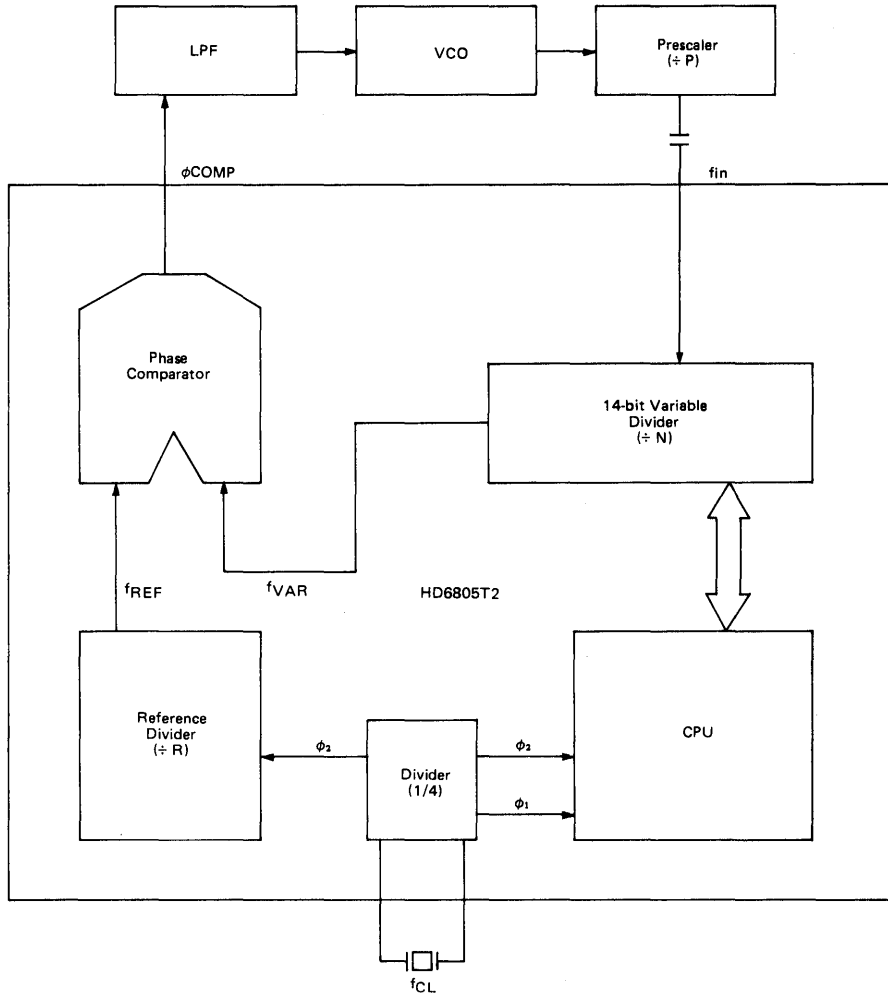 LPF
VCO
Prescaler
(÷ P)
φCOMP
fin
Phase
Comparator
14-bit Variable
Divider
(÷ N)
fREF
fVAR
HD6805T2
Reference
Divider
(÷ R)
φ2
Divider
(1/4)
φ2
φ1
CPU
fCL